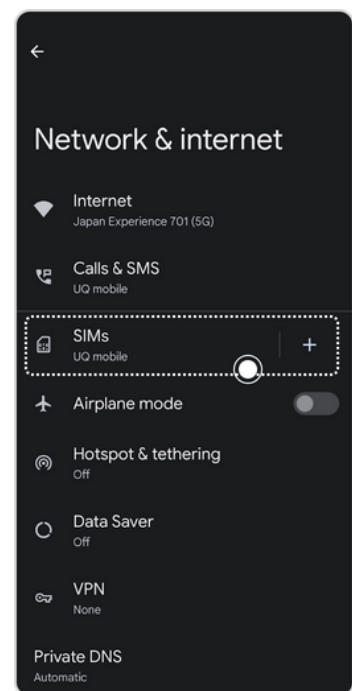 Network & internet
Internet
Japan Experience 701 (5G)
Calls & SMS
UQ mobile
SIMs
UQ mobile
+
Airplane mode
Hotspot & tethering
Off
Data Saver
Off
VPN
None
Private DNS
Automatic